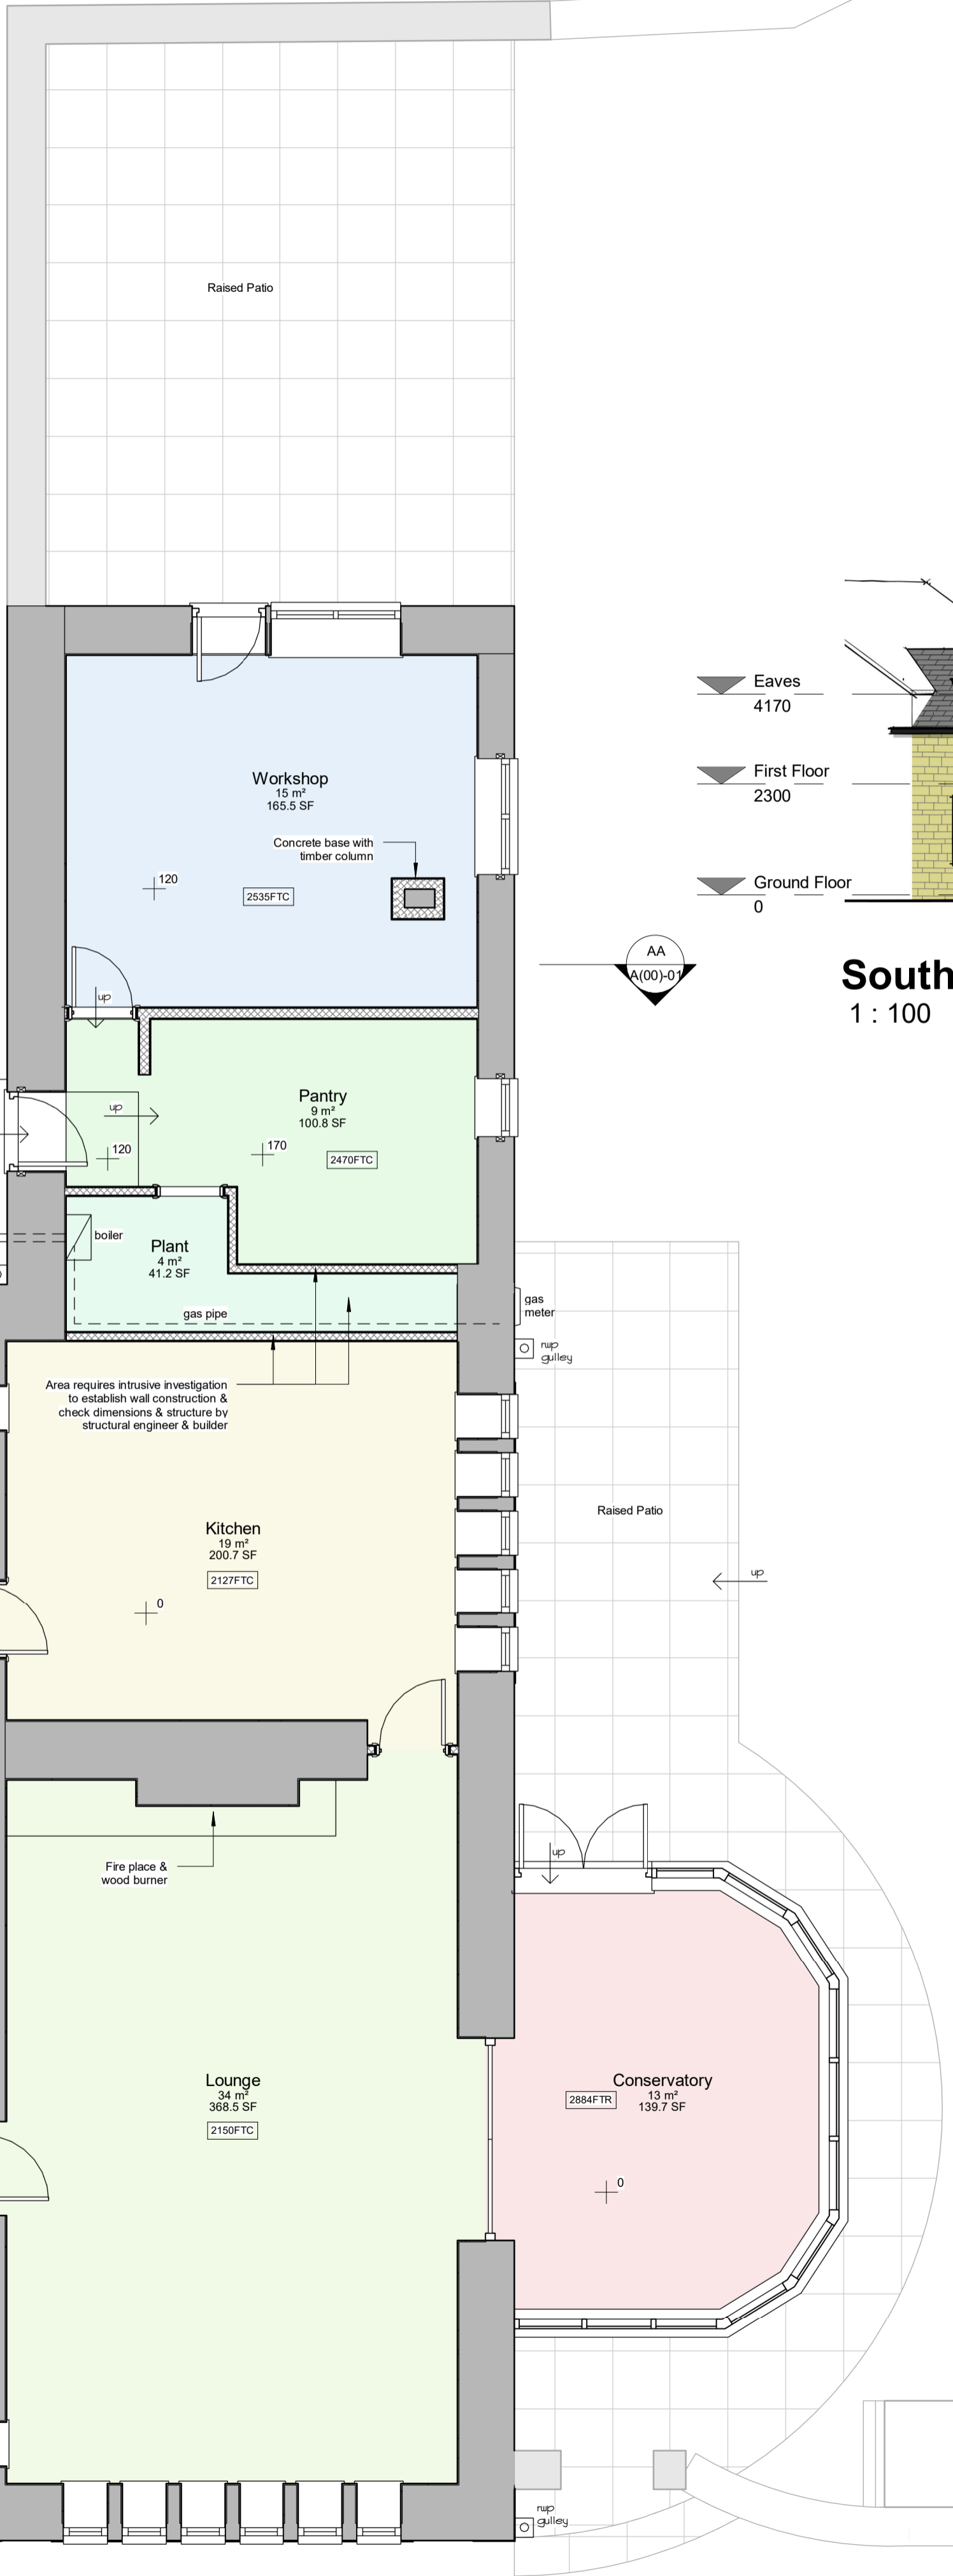 Raised Patio
Eaves
4170
First Floor
2300
Workshop
15 m²
165.5 SF
Concrete base with
timber column
120
2535FTC
Ground Floor
0
AA
A(00)-01
South
1 : 100
up
Pantry
9 m²
100.8 SF
up
120
170
2470FTC
boiler
Plant
4 m²
41.2 SF
gas pipe
gas
meter
rwp
gulley
Area requires intrusive investigation
to establish wall construction &
check dimensions & structure by
structural engineer & builder
Raised Patio
Kitchen
19 m²
200.7 SF
2127FTC
0
up
up
Fire place &
wood burner
Lounge
34 m²
368.5 SF
2150FTC
Conservatory
13 m²
139.7 SF
2884FTR
0
rwp
gulley